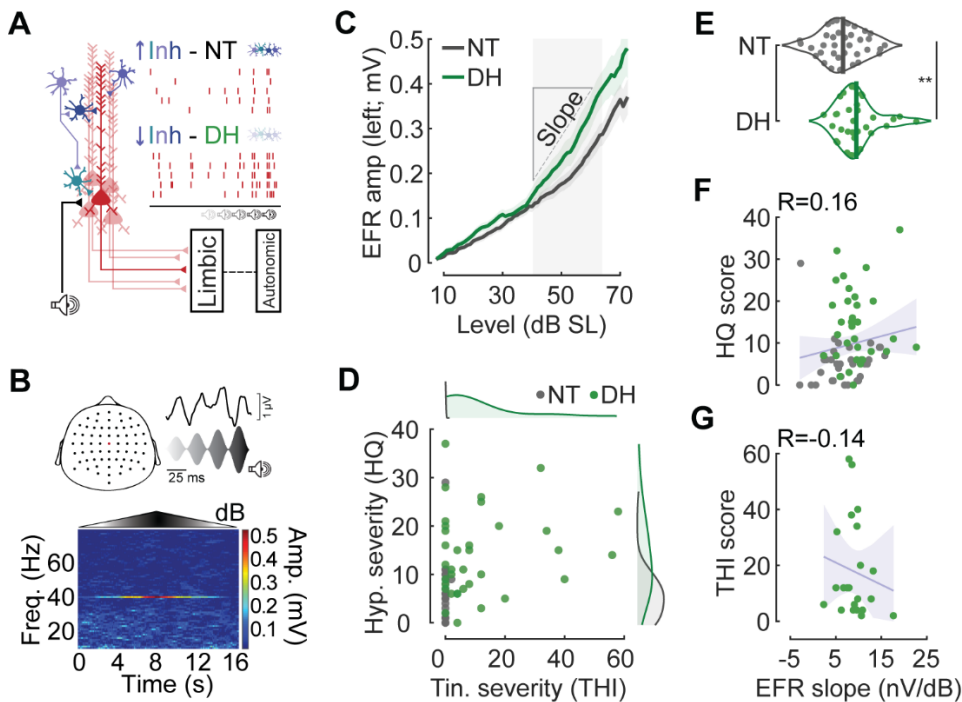 A
↑Inh - NT
↓Inh - DH
Limbic
Autonomic
B
1 μV
25 ms
dB
Freq. (Hz)
80
60
40
20
0 4 8 12 16
Time (s)
0.5
0.4
0.3
0.2
0.1
Amp. (mV)
C
NT
DH
Slope
EFR amp (left; mV)
0.5
0.4
0.3
0.2
0.1
0
10 30 50 70
Level (dB SL)
D
NT DH
Hyp. severity (HQ)
40
30
20
10
0
0 20 40 60
Tin. severity (THI)
E
NT
DH
**
F
R=0.16
HQ score
40
30
20
10
0
G
R=-0.14
THI score
60
40
20
0
-5 5 15 25
EFR slope (nV/dB)